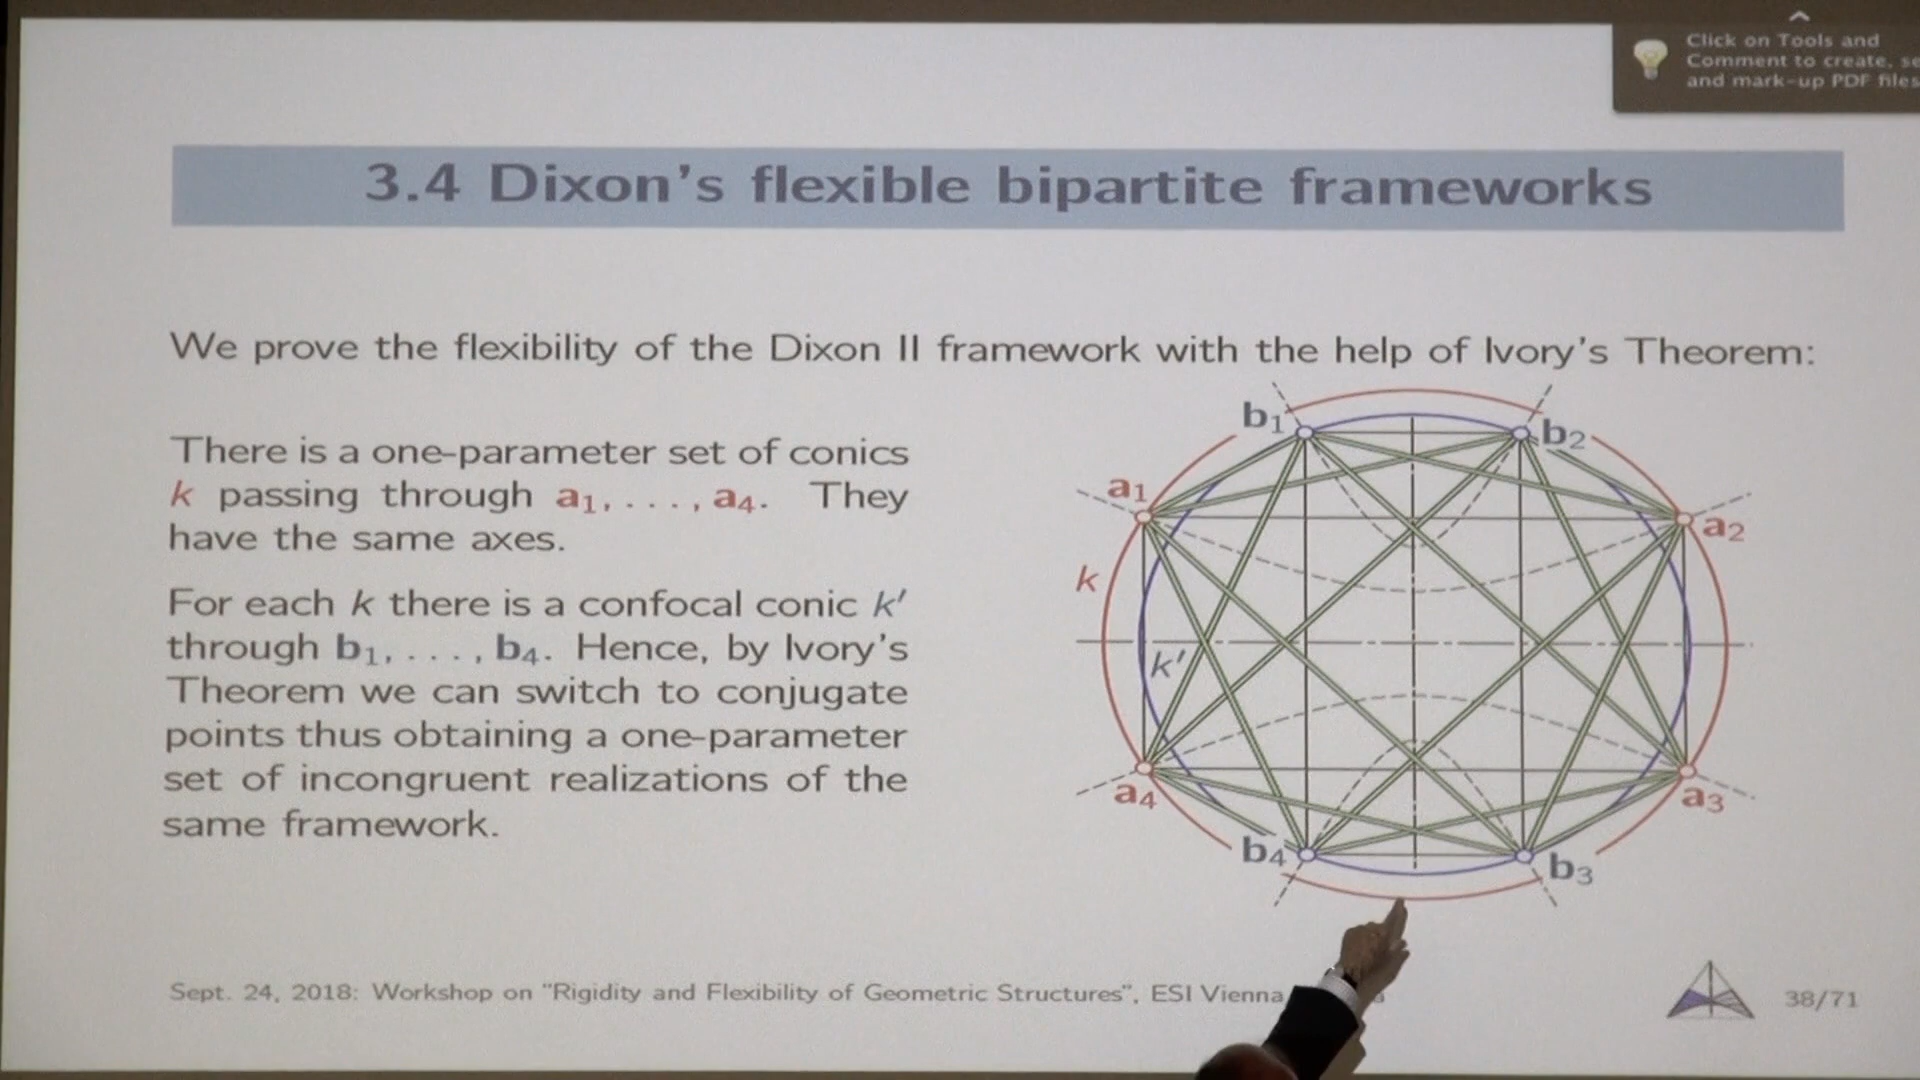 Click on Tools and
Comment to create, se
and mark-up PDF files
3.4 Dixon's flexible bipartite frameworks
We prove the flexibility of the Dixon II framework with the help of Ivory's Theorem:
There is a one-parameter set of conics
k passing through a₁, . . . , a₄. They
have the same axes.
For each k there is a confocal conic k′
through b₁, . . . , b₄. Hence, by Ivory's
Theorem we can switch to conjugate
points thus obtaining a one-parameter
set of incongruent realizations of the
same framework.
b₁
b₂
a₁
a₂
k
k′
a₄
a₃
b₄
b₃
Sept. 24, 2018: Workshop on "Rigidity and Flexibility of Geometric Structures", ESI Vienna
38/71